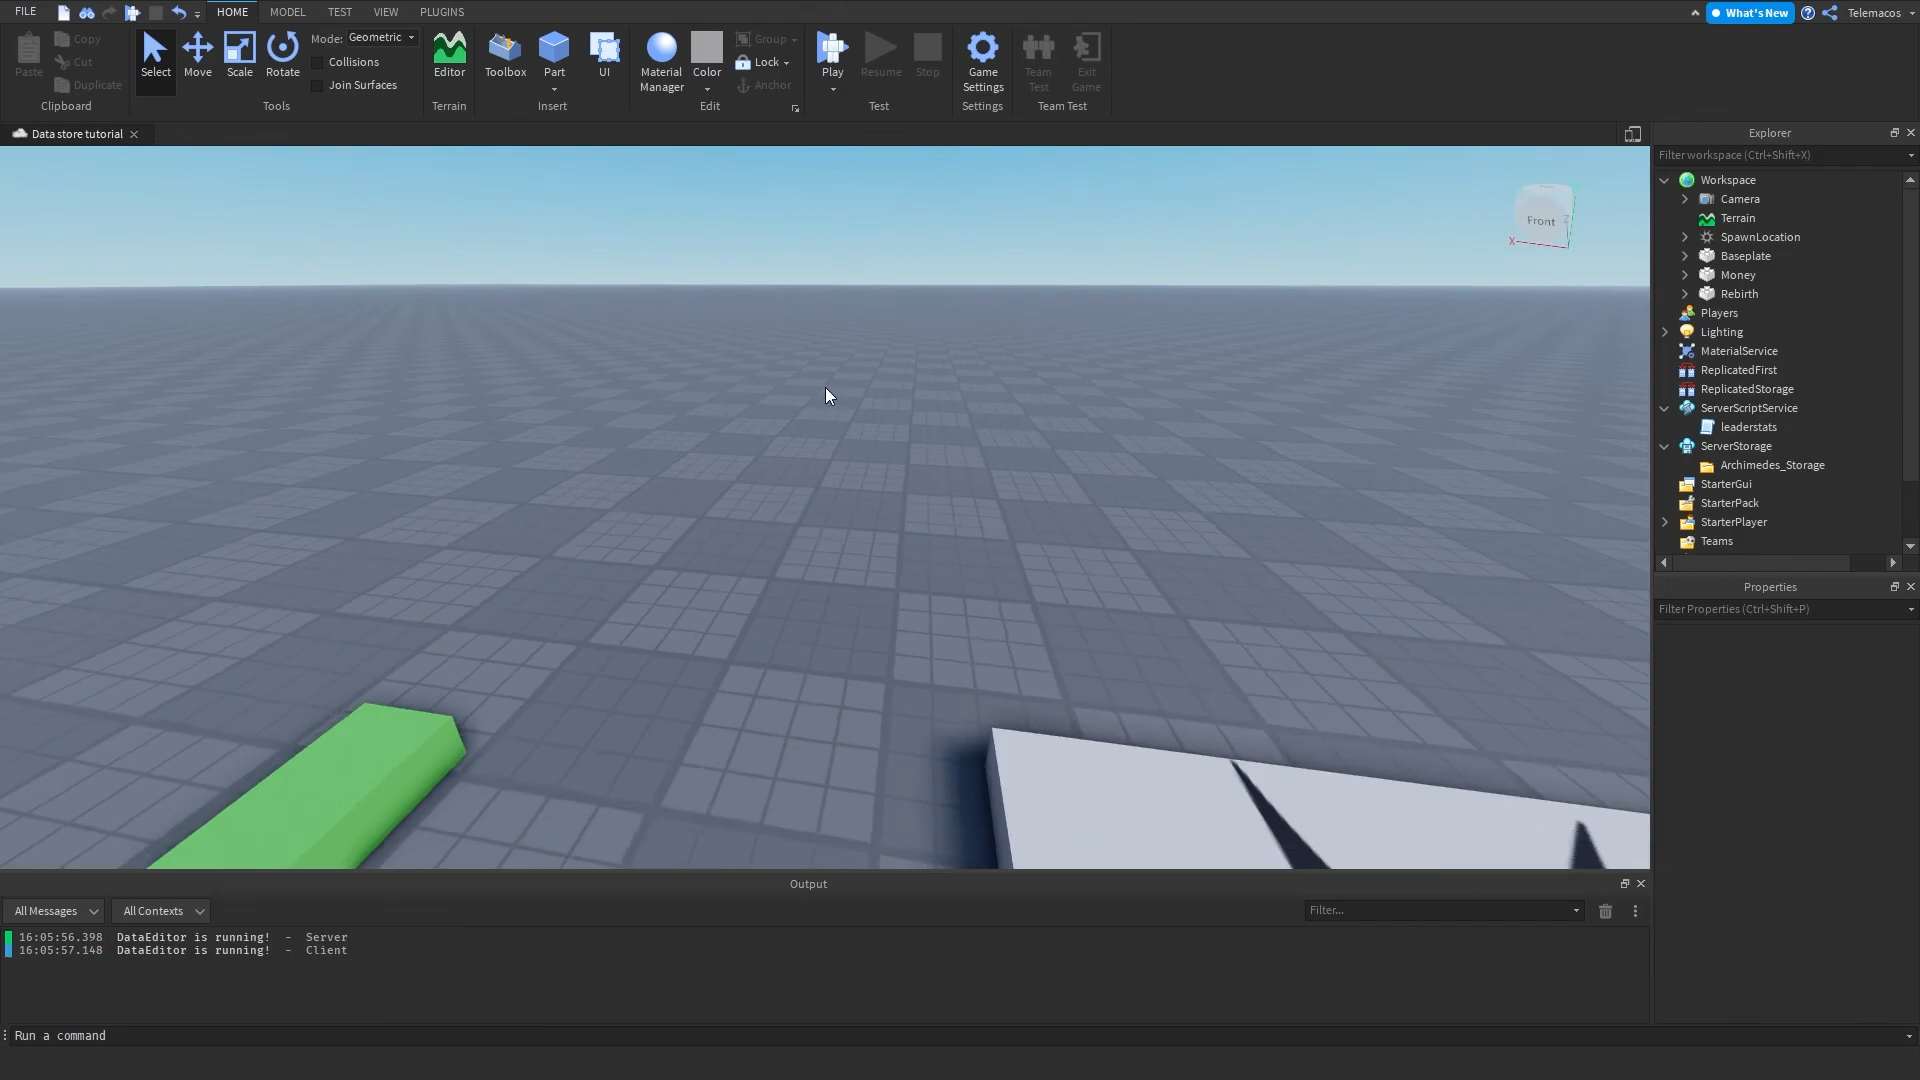 FILE
HOME
MODEL
TEST
VIEW
PLUGINS
What's New
Telemacos
Paste
Copy
Cut
Duplicate
Clipboard
Select
Move
Scale
Rotate
Mode: Geometric
Collisions
Join Surfaces
Tools
Editor
Terrain
Toolbox
Part
UI
Insert
Material
Manager
Color
Group
Lock
Anchor
Edit
Play
Resume
Stop
Test
Game
Settings
Settings
Team
Test
Exit
Game
Team Test
Data store tutorial
Front
X
Z
Explorer
Filter workspace (Ctrl+Shift+X)
Workspace
Camera
Terrain
SpawnLocation
Baseplate
Money
Rebirth
Players
Lighting
MaterialService
ReplicatedFirst
ReplicatedStorage
ServerScriptService
leaderstats
ServerStorage
Archimedes_Storage
StarterGui
StarterPack
StarterPlayer
Teams
Properties
Filter Properties (Ctrl+Shift+P)
Output
All Messages
All Contexts
Filter...
16:05:56.398 DataEditor is running! - Server
16:05:57.148 DataEditor is running! - Client
Run a command